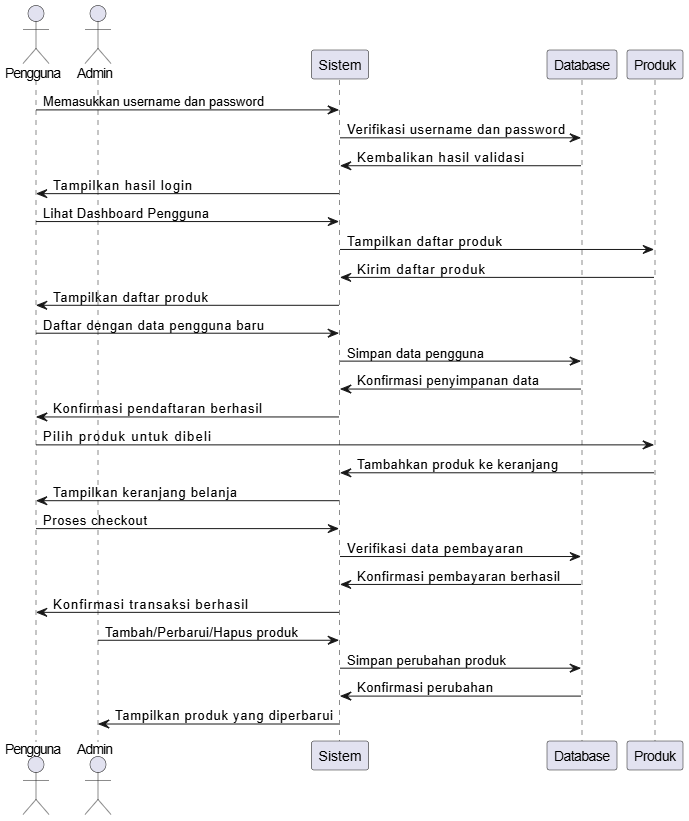 Pengguna Admin
Sistem Database Produk
Memasukkan username dan password
Verifikasi username dan password
Kembalikan hasil validasi
Tampilkan hasil login
Lihat Dashboard Pengguna
Tampilkan daftar produk
Kirim daftar produk
Tampilkan daftar produk
Daftar dengan data pengguna baru
Simpan data pengguna
Konfirmasi penyimpanan data
Konfirmasi pendaftaran berhasil
Pilih produk untuk dibeli
Tambahkan produk ke keranjang
Tampilkan keranjang belanja
Proses checkout
Verifikasi data pembayaran
Konfirmasi pembayaran berhasil
Konfirmasi transaksi berhasil
Tambah/Perbarui/Hapus produk
Simpan perubahan produk
Konfirmasi perubahan
Tampilkan produk yang diperbarui
Pengguna Admin
Sistem Database Produk